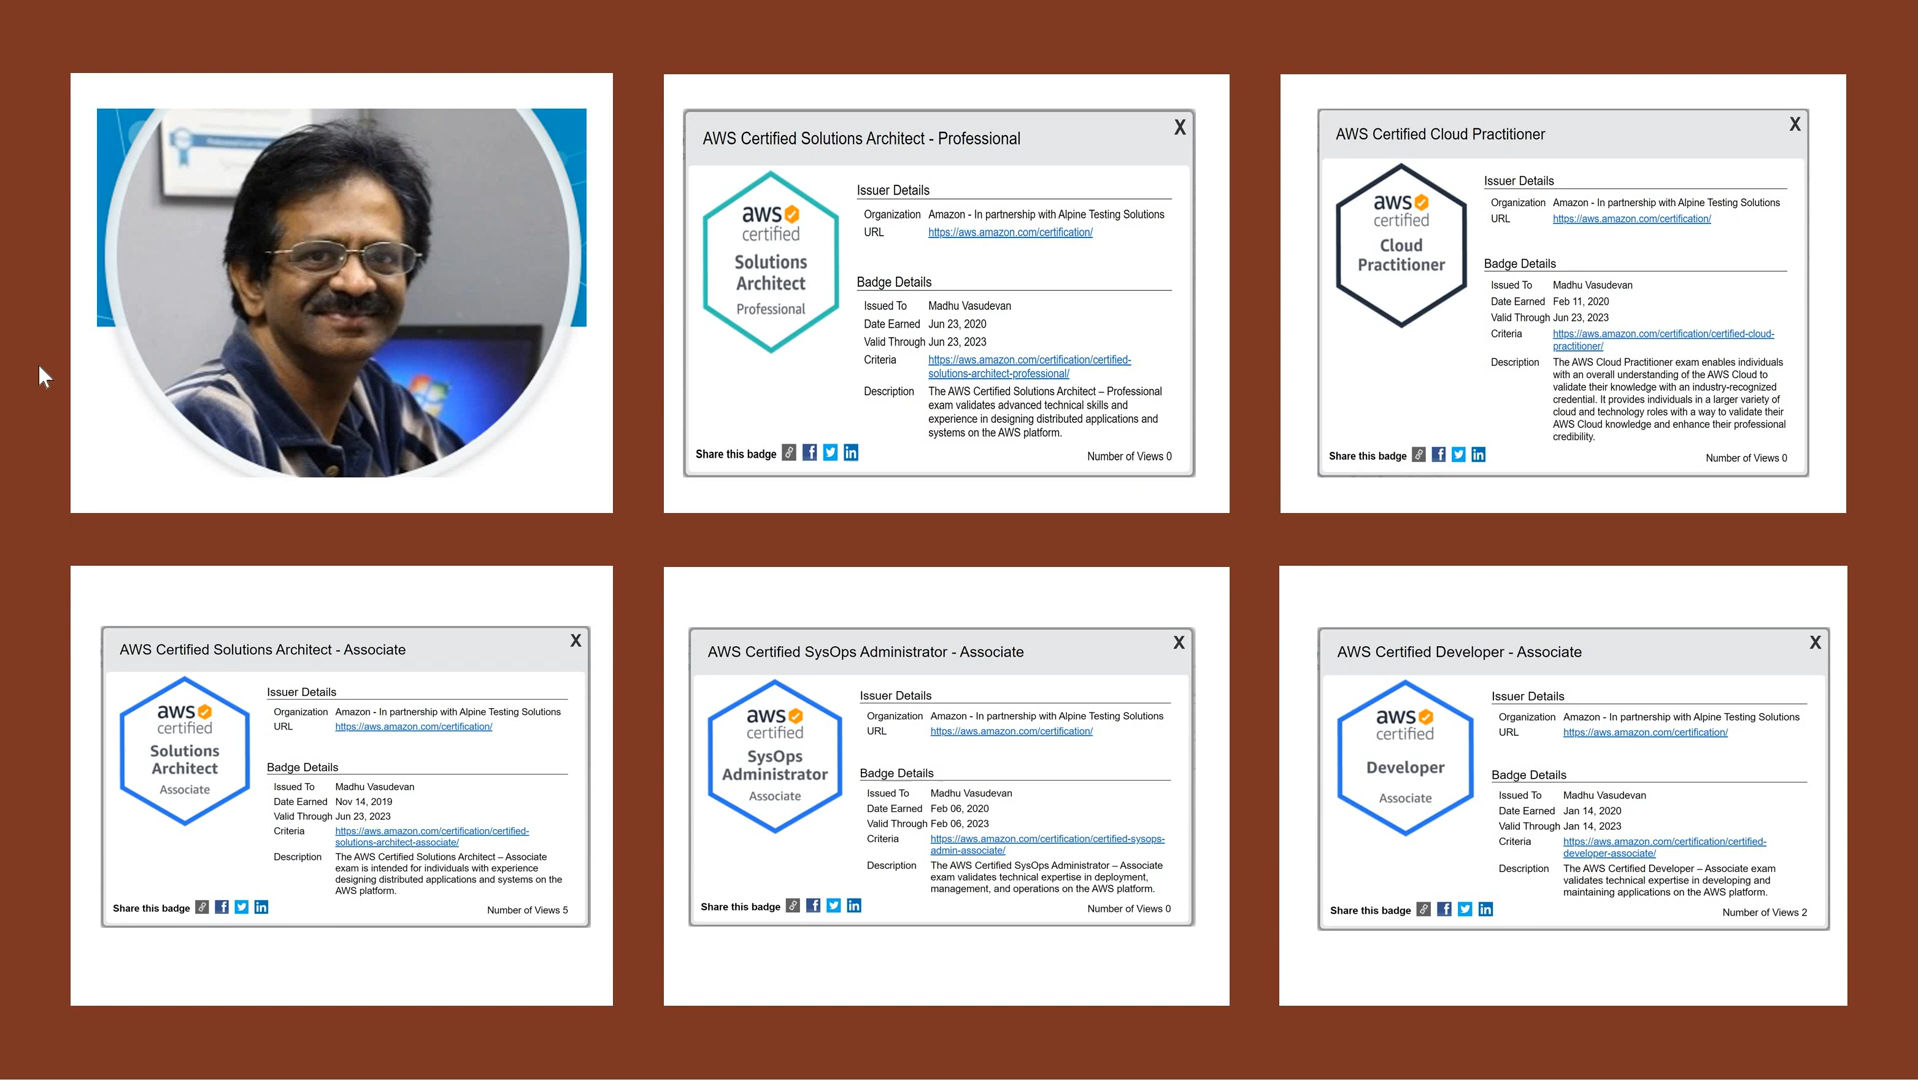 AWS Certified Solutions Architect - Professional
X
aws
certified
Solutions
Architect
Professional
Issuer Details
Organization Amazon - In partnership with Alpine Testing Solutions
URL https://aws.amazon.com/certification/
Badge Details
Issued To Madhu Vasudevan
Date Earned Jun 23, 2020
Valid Through Jun 23, 2023
Criteria https://aws.amazon.com/certification/certified-
solutions-architect-professional/
Description The AWS Certified Solutions Architect – Professional
exam validates advanced technical skills and
experience in designing distributed applications and
systems on the AWS platform.
Share this badge
Number of Views 0
AWS Certified Cloud Practitioner
X
aws
certified
Cloud
Practitioner
Issuer Details
Organization Amazon - In partnership with Alpine Testing Solutions
URL https://aws.amazon.com/certification/
Badge Details
Issued To Madhu Vasudevan
Date Earned Feb 11, 2020
Valid Through Jun 23, 2023
Criteria https://aws.amazon.com/certification/certified-cloud-
practitioner/
Description The AWS Cloud Practitioner exam enables individuals
with an overall understanding of the AWS Cloud to
validate their knowledge with an industry-recognized
credential. It provides individuals in a larger variety of
cloud and technology roles with a way to validate their
AWS Cloud knowledge and enhance their professional
credibility.
Share this badge
Number of Views 0
AWS Certified Solutions Architect - Associate
X
aws
certified
Solutions
Architect
Associate
Issuer Details
Organization Amazon - In partnership with Alpine Testing Solutions
URL https://aws.amazon.com/certification/
Badge Details
Issued To Madhu Vasudevan
Date Earned Nov 14, 2019
Valid Through Jun 23, 2023
Criteria https://aws.amazon.com/certification/certified-
solutions-architect-associate/
Description The AWS Certified Solutions Architect – Associate
exam is intended for individuals with experience
designing distributed applications and systems on the
AWS platform.
Share this badge
Number of Views 5
AWS Certified SysOps Administrator - Associate
X
aws
certified
SysOps
Administrator
Associate
Issuer Details
Organization Amazon - In partnership with Alpine Testing Solutions
URL https://aws.amazon.com/certification/
Badge Details
Issued To Madhu Vasudevan
Date Earned Feb 06, 2020
Valid Through Feb 06, 2023
Criteria https://aws.amazon.com/certification/certified-sysops-
admin-associate/
Description The AWS Certified SysOps Administrator – Associate
exam validates technical expertise in deployment,
management, and operations on the AWS platform.
Share this badge
Number of Views 0
AWS Certified Developer - Associate
X
aws
certified
Developer
Associate
Issuer Details
Organization Amazon - In partnership with Alpine Testing Solutions
URL https://aws.amazon.com/certification/
Badge Details
Issued To Madhu Vasudevan
Date Earned Jan 14, 2020
Valid Through Jan 14, 2023
Criteria https://aws.amazon.com/certification/certified-
developer-associate/
Description The AWS Certified Developer – Associate exam
validates technical expertise in developing and
maintaining applications on the AWS platform.
Share this badge
Number of Views 2